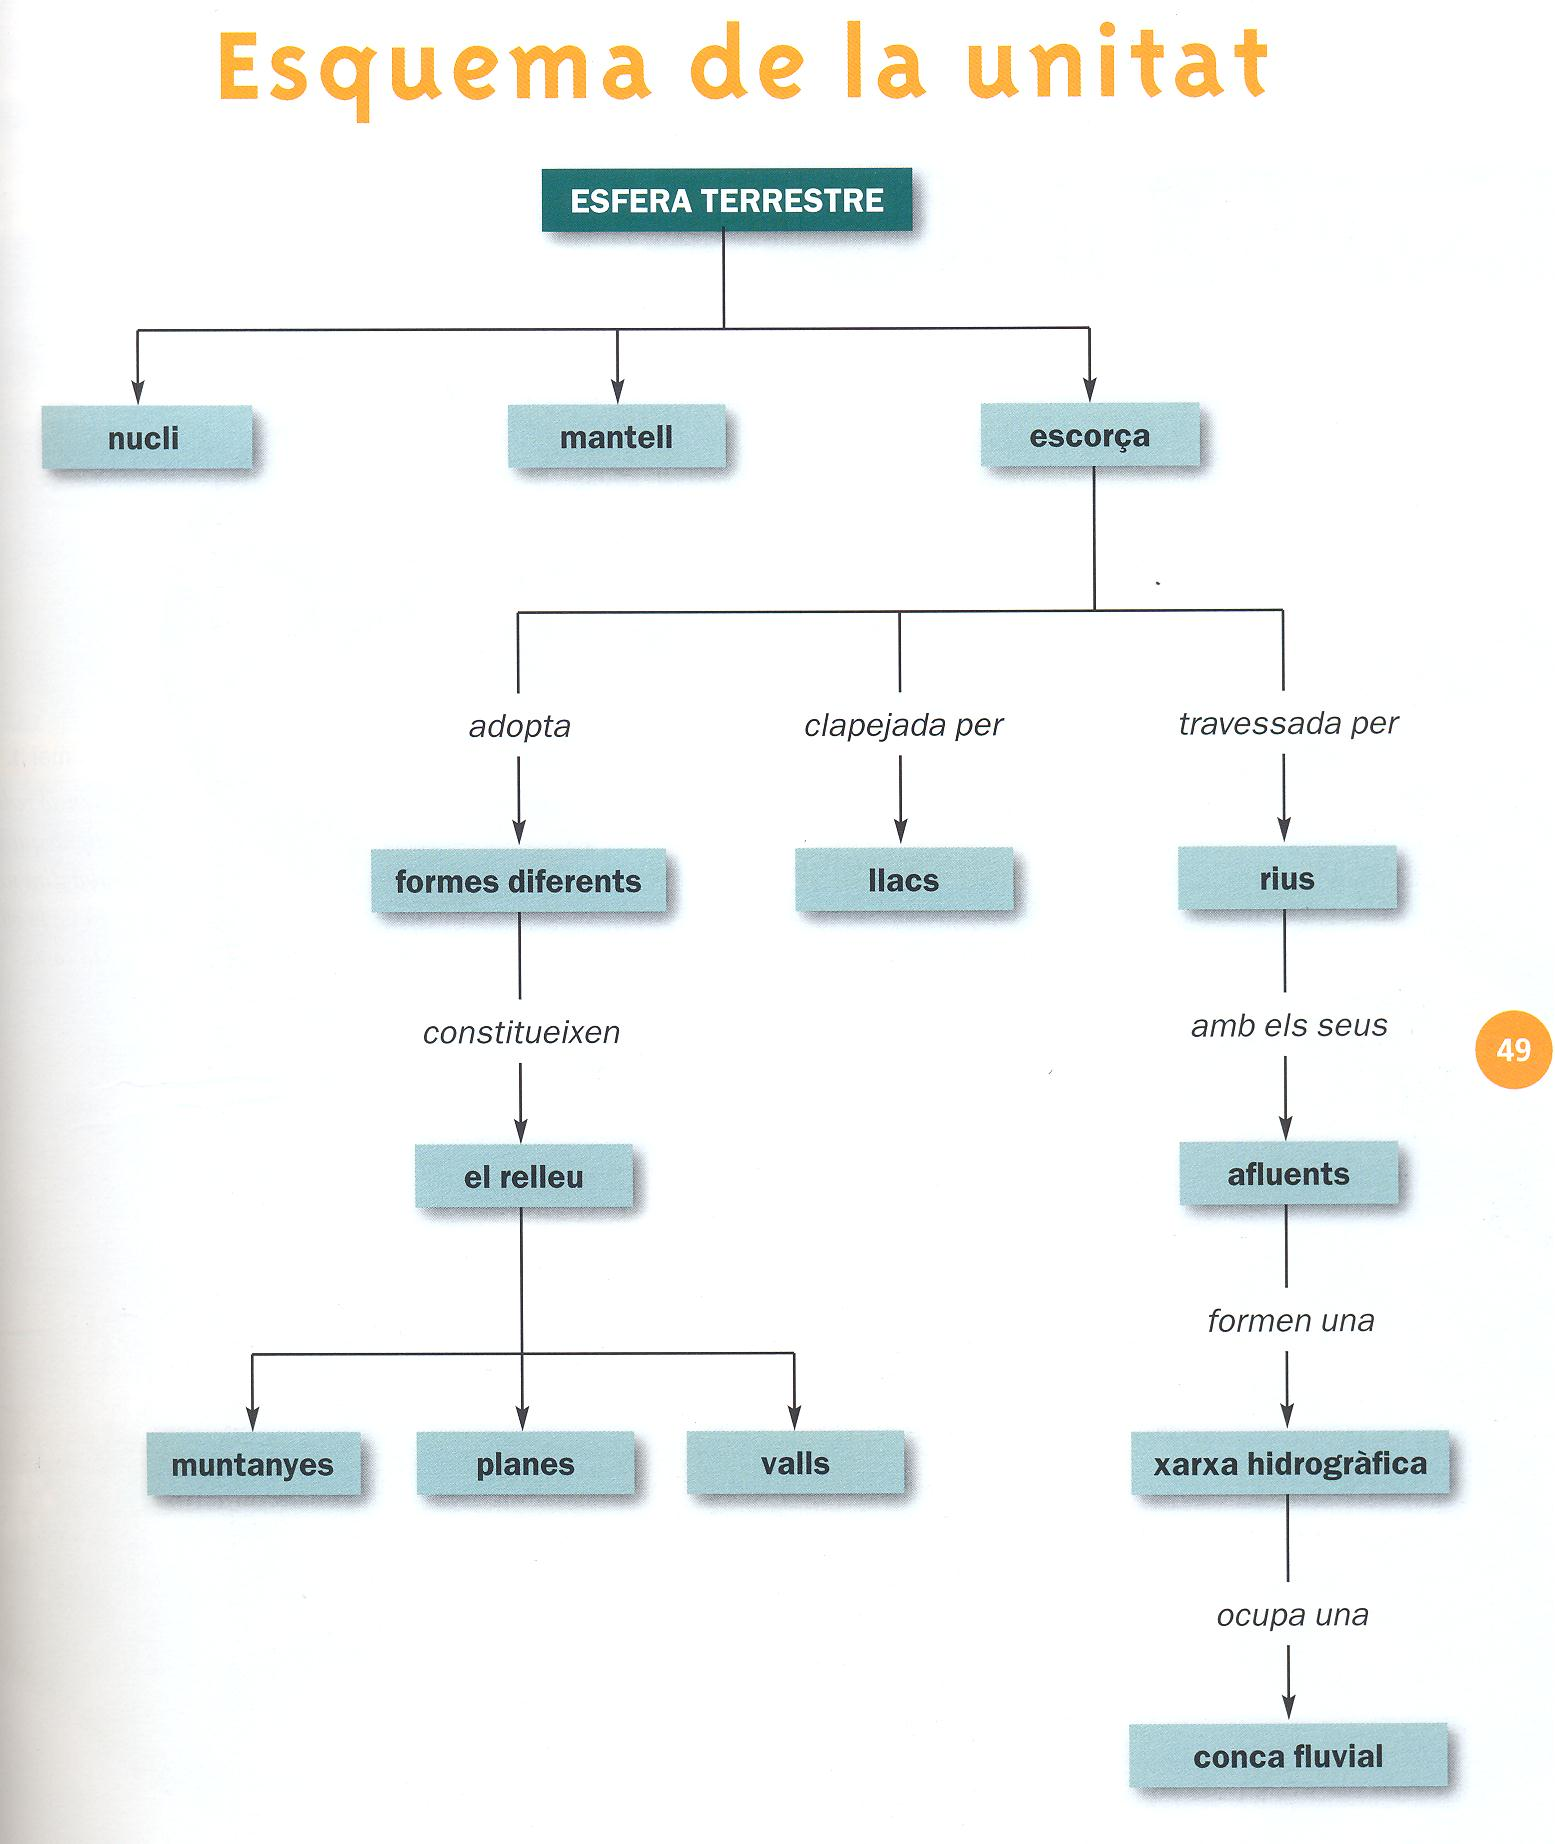 Esquema de la unitat
ESFERA TERRESTRE
nucli
mantell
escorça
adopta
clapejada per
travessada per
formes diferents
llacs
rius
constitueixen
amb els seus
49
el relleu
afluents
formen una
muntanyes
planes
valls
xarxa hidrogràfica
ocupa una
conca fluvial